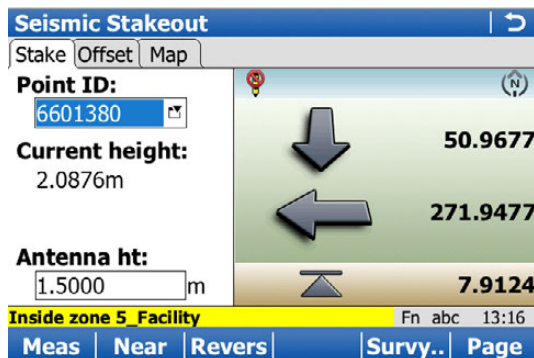 Seismic Stakeout
Stake Offset Map
Point ID:
6601380
Current height:
2.0876m
Antenna ht:
1.5000 m
N
50.9677
271.9477
7.9124
Inside zone 5_Facility Fn abc 13:16
Meas Near Revers Survy.. Page